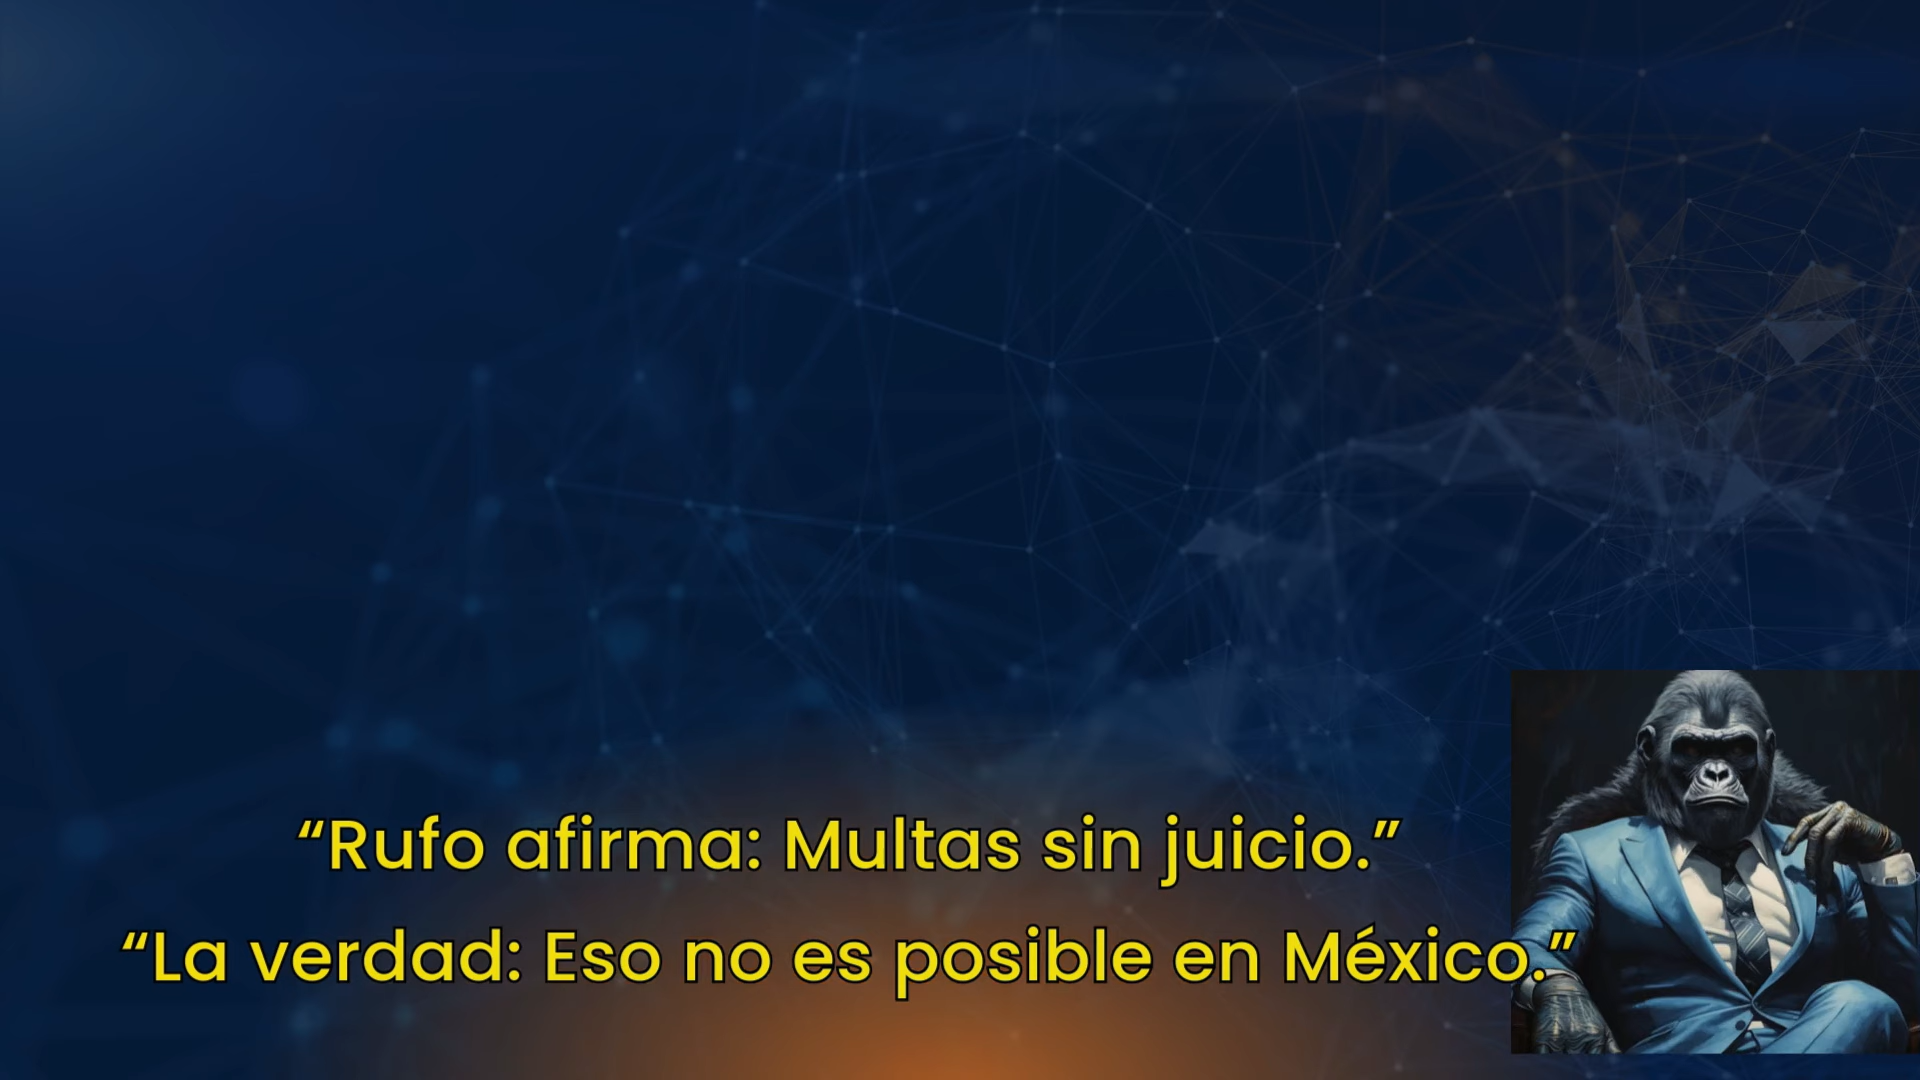 “Rufo afirma: Multas sin juicio.”
“La verdad: Eso no es posible en México.”